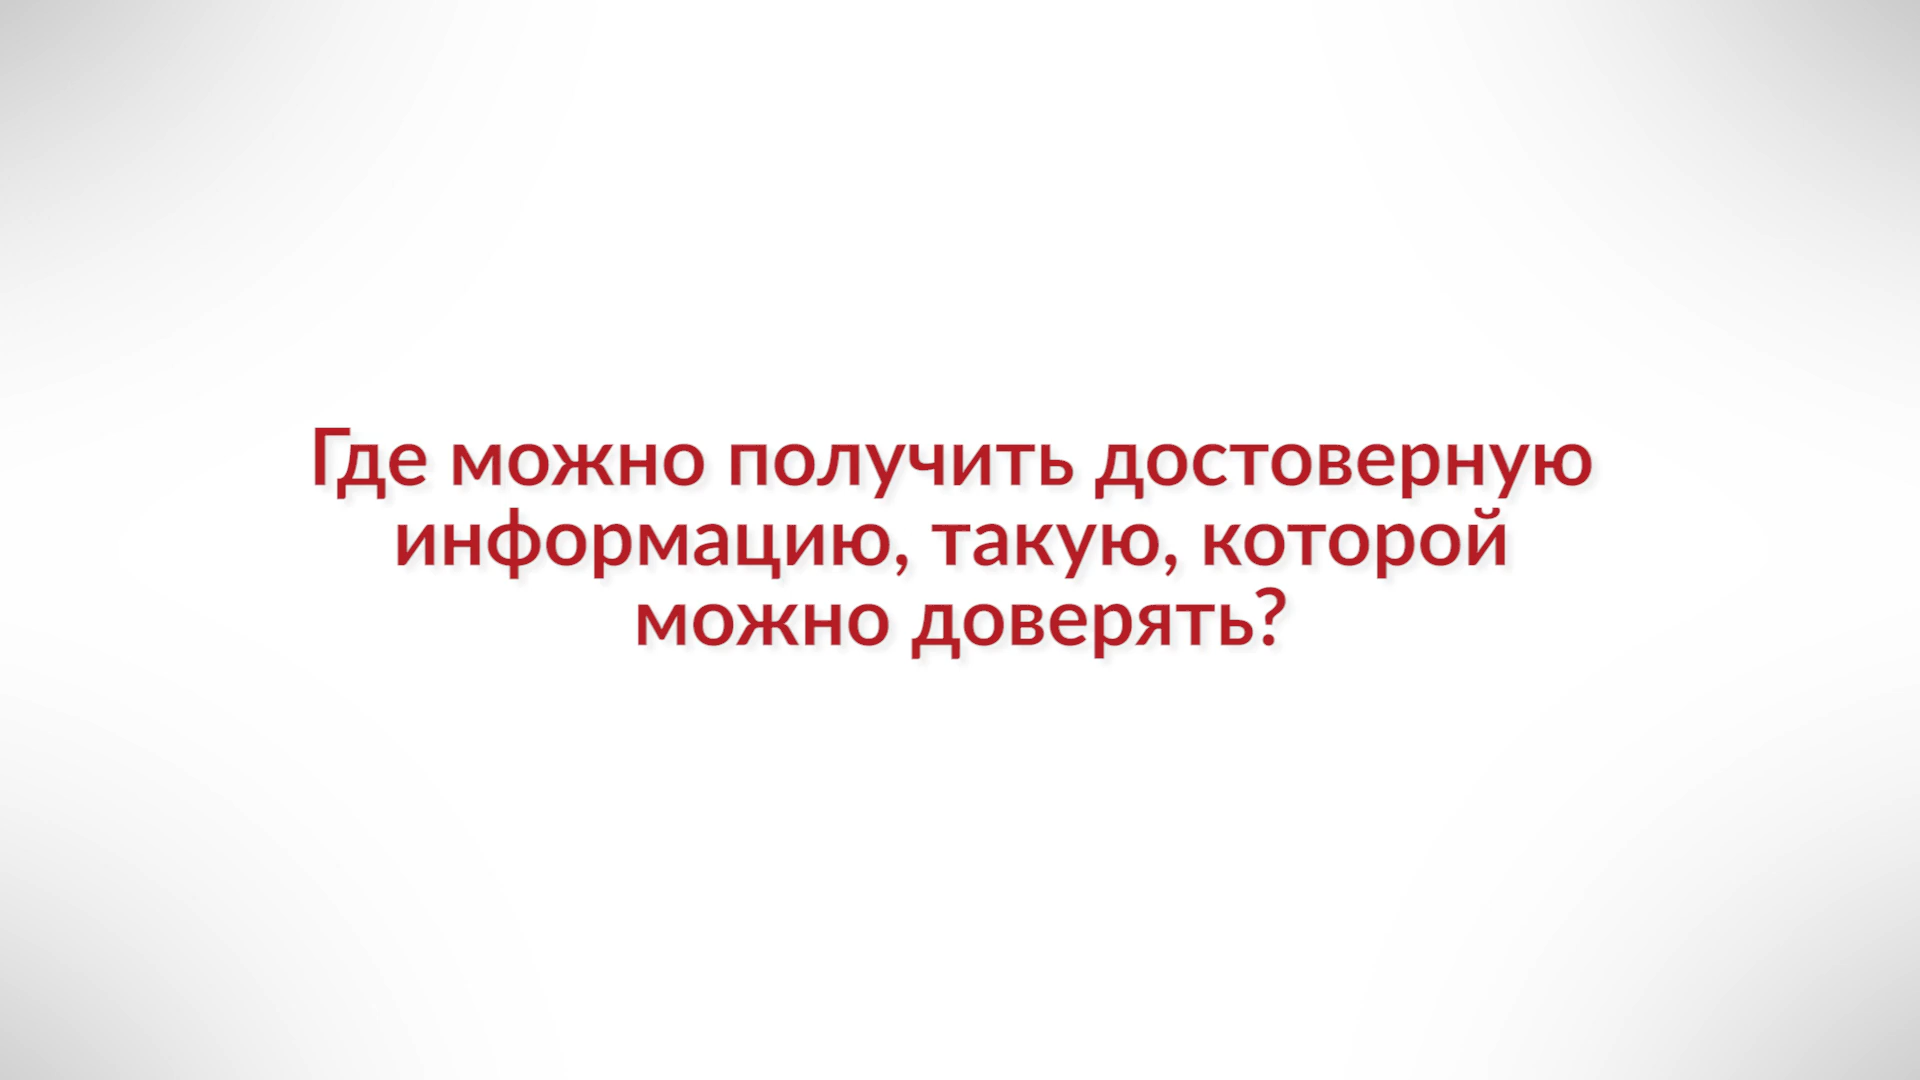 Где можно получить достоверную
информацию, такую, которой
можно доверять?